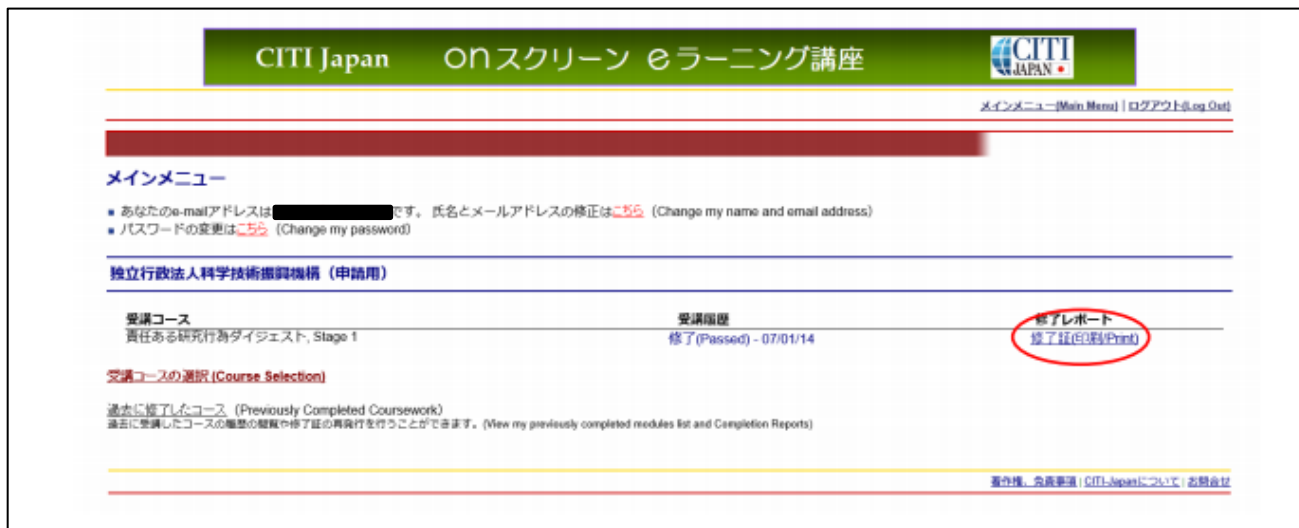 CITI Japan onスクリーン eラーニング講座
CITI
JAPAN
メインメニュー(Main Menu) | ログアウト(Log Out)
メインメニュー
あなたのe-mailアドレスは です。 氏名とメールアドレスの修正はこちら (Change my name and email address)
パスワードの変更はこちら (Change my password)
独立行政法人科学技術振興機構（申請用）
受講コース 受講履歴 修了レポート
責任ある研究行為ダイジェスト, Stage 1 修了(Passed) - 07/01/14 修了証(印刷/Print)
受講コースの選択 (Course Selection)
過去に修了したコース (Previously Completed Coursework)
過去に受講したコースの履歴の閲覧や修了証の再発行を行うことができます。(View my previously completed modules list and Completion Reports)
著作権、免責事項 | CITI-Japanについて | お問合せ